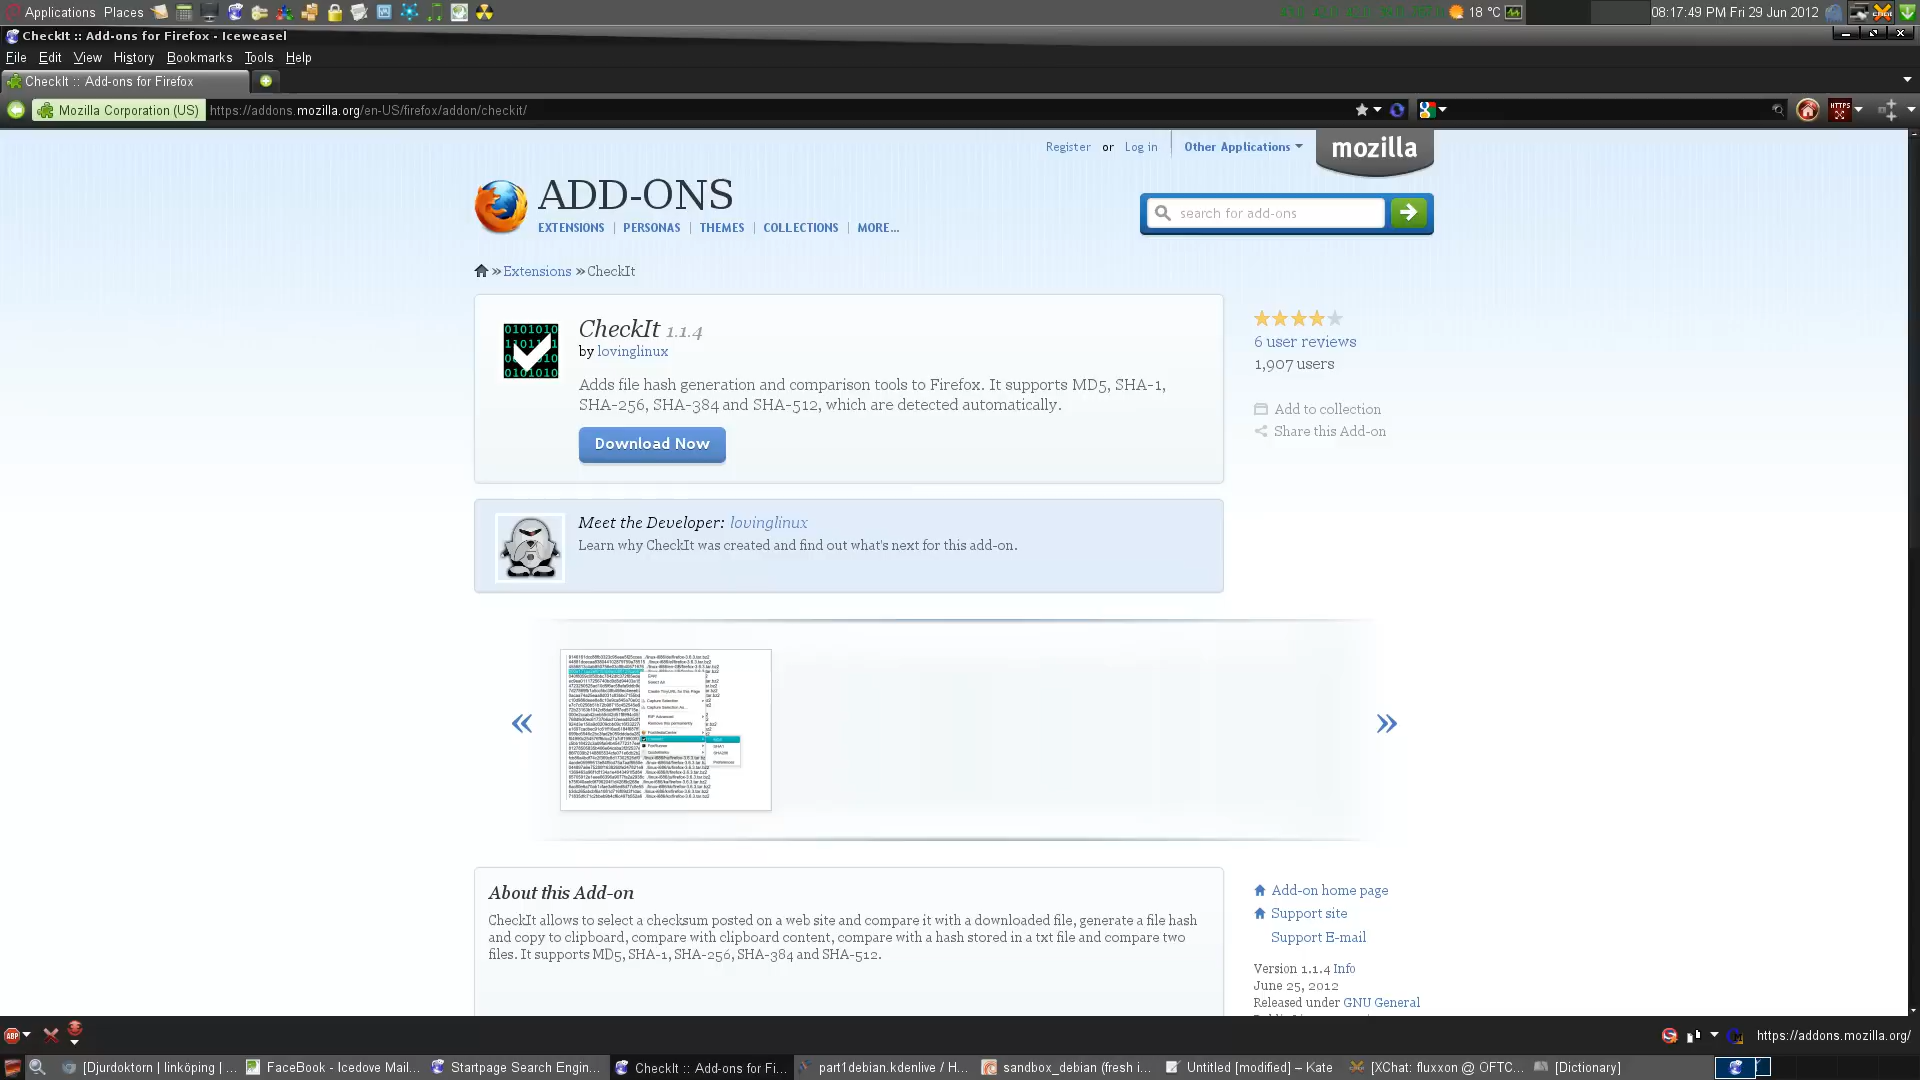 Applications Places
18 °C
08:17:49 PM Fri 29 Jun 2012
CheckIt :: Add-ons for Firefox - Iceweasel
File Edit View History Bookmarks Tools Help
CheckIt :: Add-ons for Firefox
Mozilla Corporation (US) https://addons.mozilla.org/en-US/firefox/addon/checkit/
HTTPS
Register or Log in Other Applications
mozilla
ADD-ONS
EXTENSIONS PERSONAS THEMES COLLECTIONS MORE...
search for add-ons
» Extensions » CheckIt
CheckIt 1.1.4
by lovinglinux
Adds file hash generation and comparison tools to Firefox. It supports MD5, SHA-1,
SHA-256, SHA-384 and SHA-512, which are detected automatically.
Download Now
6 user reviews
1,907 users
Add to collection
Share this Add-on
Meet the Developer: lovinglinux
Learn why CheckIt was created and find out what's next for this add-on.
« »
About this Add-on
CheckIt allows to select a checksum posted on a web site and compare it with a downloaded file, generate a file hash
and copy to clipboard, compare with clipboard content, compare with a hash stored in a txt file and compare two
files. It supports MD5, SHA-1, SHA-256, SHA-384 and SHA-512.
Add-on home page
Support site
Support E-mail
Version 1.1.4 Info
June 25, 2012
Released under GNU General
ABP
https://addons.mozilla.org/
[Djurdoktorn | linköping | ...
FaceBook - Icedove Mail...
Startpage Search Engin...
CheckIt :: Add-ons for Fi...
part1debian.kdenlive / H...
sandbox_debian (fresh i...
Untitled [modified] – Kate
[XChat: fluxxon @ OFTC...
[Dictionary]